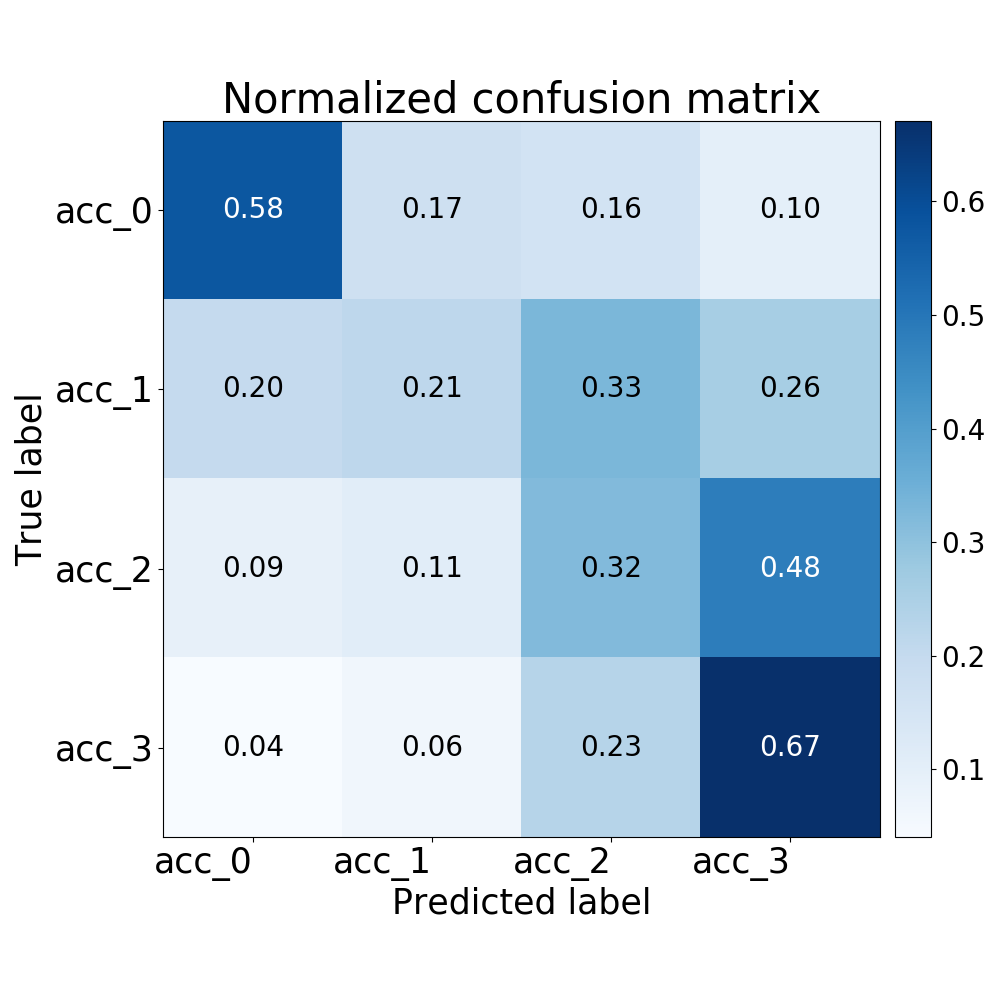 Normalized confusion matrix
acc_0 0.58 0.17 0.16 0.10
acc_1 0.20 0.21 0.33 0.26
acc_2 0.09 0.11 0.32 0.48
acc_3 0.04 0.06 0.23 0.67
acc_0 acc_1 acc_2 acc_3
Predicted label
True label
0.6
0.5
0.4
0.3
0.2
0.1